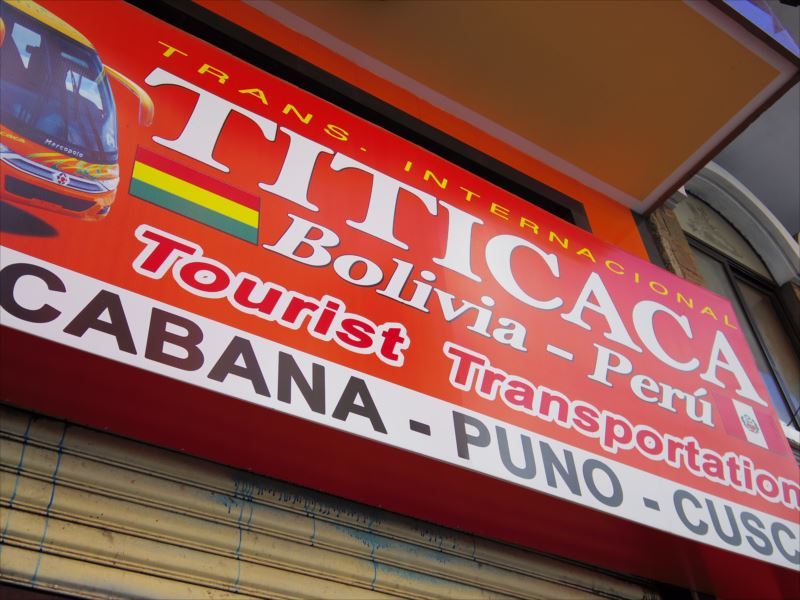 TRANS. INTERNACIONAL
TITICACA
Bolivia - Perú
Tourist Transportation
CABANA - PUNO - CUSC
Marcopolo